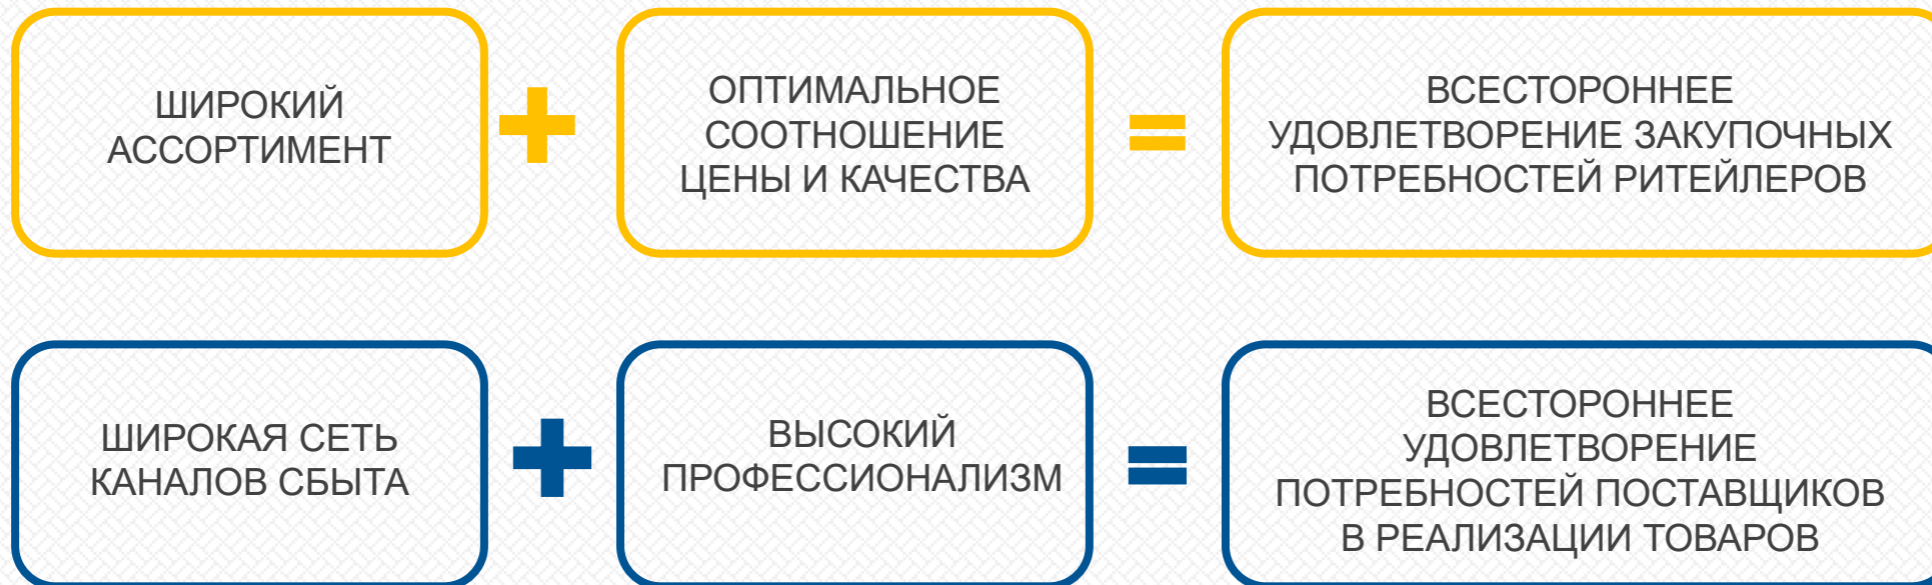 ШИРОКИЙ
АССОРТИМЕНТ
+
ОПТИМАЛЬНОЕ
СООТНОШЕНИЕ
ЦЕНЫ И КАЧЕСТВА
=
ВСЕСТОРОННЕЕ
УДОВЛЕТВОРЕНИЕ ЗАКУПОЧНЫХ
ПОТРЕБНОСТЕЙ РИТЕЙЛЕРОВ
ШИРОКАЯ СЕТЬ
КАНАЛОВ СБЫТА
+
ВЫСОКИЙ
ПРОФЕССИОНАЛИЗМ
=
ВСЕСТОРОННЕЕ
УДОВЛЕТВОРЕНИЕ
ПОТРЕБНОСТЕЙ ПОСТАВЩИКОВ
В РЕАЛИЗАЦИИ ТОВАРОВ